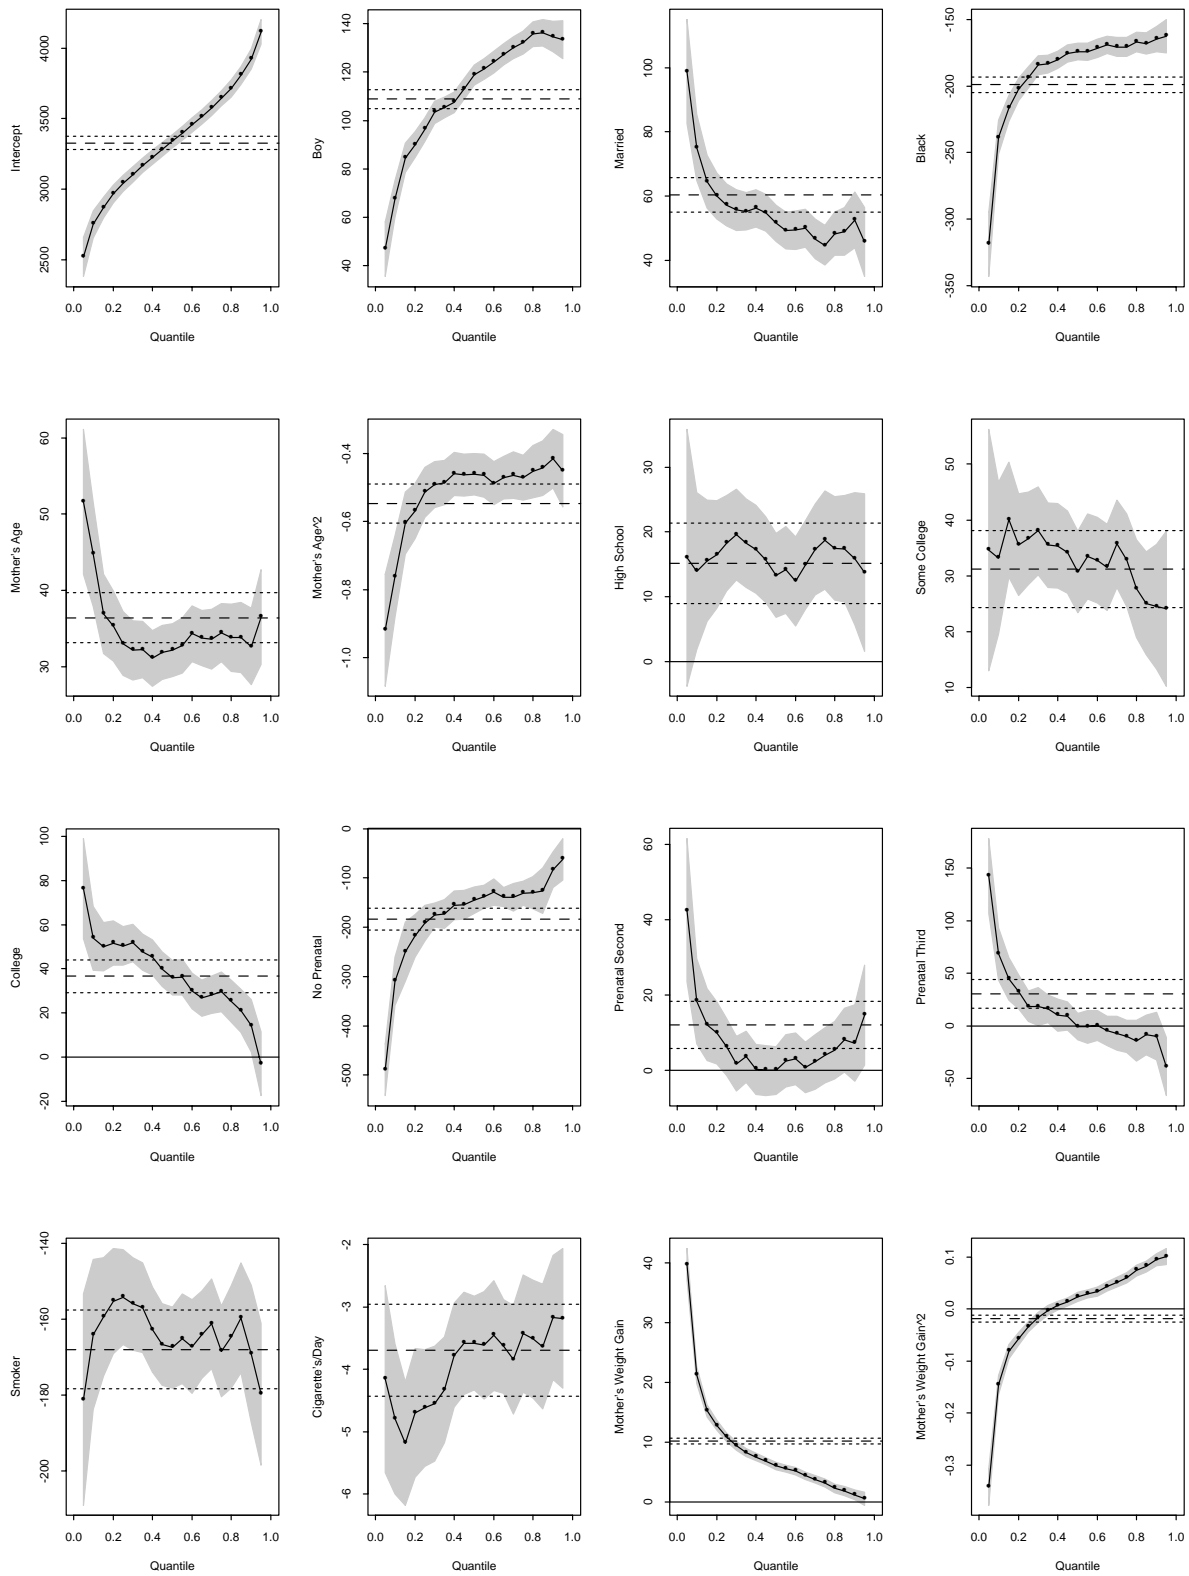 Intercept
2500 3000 3500 4000
0.0 0.2 0.4 0.6 0.8 1.0
Quantile
Boy
40 60 80 100 120 140
0.0 0.2 0.4 0.6 0.8 1.0
Quantile
Married
40 60 80 100
0.0 0.2 0.4 0.6 0.8 1.0
Quantile
Black
-350 -300 -250 -200 -150
0.0 0.2 0.4 0.6 0.8 1.0
Quantile
Mother's Age
30 40 50 60
0.0 0.2 0.4 0.6 0.8 1.0
Quantile
Mother's Age^2
-1.0 -0.8 -0.6 -0.4
0.0 0.2 0.4 0.6 0.8 1.0
Quantile
High School
0 10 20 30
0.0 0.2 0.4 0.6 0.8 1.0
Quantile
Some College
10 20 30 40 50
0.0 0.2 0.4 0.6 0.8 1.0
Quantile
College
-20 0 20 40 60 80 100
0.0 0.2 0.4 0.6 0.8 1.0
Quantile
No Prenatal
-500 -400 -300 -200 -100 0
0.0 0.2 0.4 0.6 0.8 1.0
Quantile
Prenatal Second
0 20 40 60
0.0 0.2 0.4 0.6 0.8 1.0
Quantile
Prenatal Third
-50 0 50 100 150
0.0 0.2 0.4 0.6 0.8 1.0
Quantile
Smoker
-200 -180 -160 -140
0.0 0.2 0.4 0.6 0.8 1.0
Quantile
Cigarette's/Day
-6 -5 -4 -3 -2
0.0 0.2 0.4 0.6 0.8 1.0
Quantile
Mother's Weight Gain
0 10 20 30 40
0.0 0.2 0.4 0.6 0.8 1.0
Quantile
Mother's Weight Gain^2
-0.3 -0.2 -0.1 0.0 0.1
0.0 0.2 0.4 0.6 0.8 1.0
Quantile